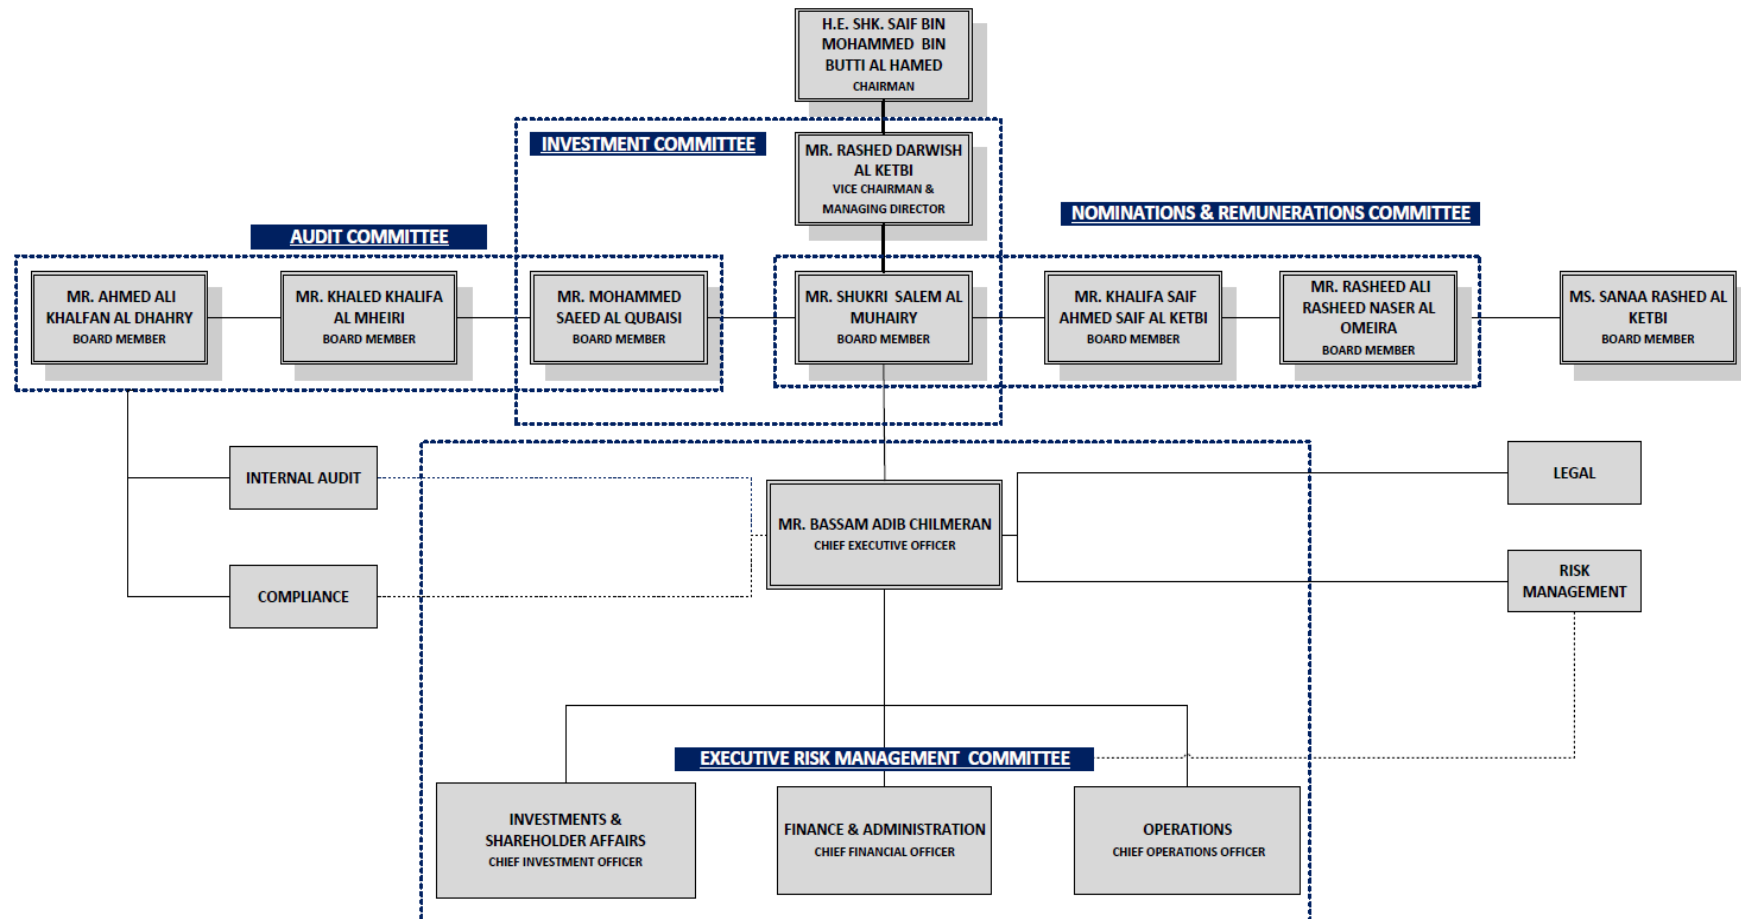 H.E. SHK. SAIF BIN
MOHAMMED BIN
BUTTI AL HAMED
CHAIRMAN
INVESTMENT COMMITTEE
MR. RASHED DARWISH
AL KETBI
VICE CHAIRMAN &
MANAGING DIRECTOR
AUDIT COMMITTEE
NOMINATIONS & REMUNERATIONS COMMITTEE
MR. AHMED ALI
KHALFAN AL DHAHRY
BOARD MEMBER
MR. KHALED KHALIFA
AL MHEIRI
BOARD MEMBER
MR. MOHAMMED
SAEED AL QUBAISI
BOARD MEMBER
MR. SHUKRI SALEM AL
MUHAIRY
BOARD MEMBER
MR. KHALIFA SAIF
AHMED SAIF AL KETBI
BOARD MEMBER
MR. RASHEED ALI
RASHEED NASER AL
OMEIRA
BOARD MEMBER
MS. SANAA RASHED AL
KETBI
BOARD MEMBER
INTERNAL AUDIT
COMPLIANCE
MR. BASSAM ADIB CHILMERAN
CHIEF EXECUTIVE OFFICER
LEGAL
RISK
MANAGEMENT
EXECUTIVE RISK MANAGEMENT COMMITTEE
INVESTMENTS &
SHAREHOLDER AFFAIRS
CHIEF INVESTMENT OFFICER
FINANCE & ADMINISTRATION
CHIEF FINANCIAL OFFICER
OPERATIONS
CHIEF OPERATIONS OFFICER